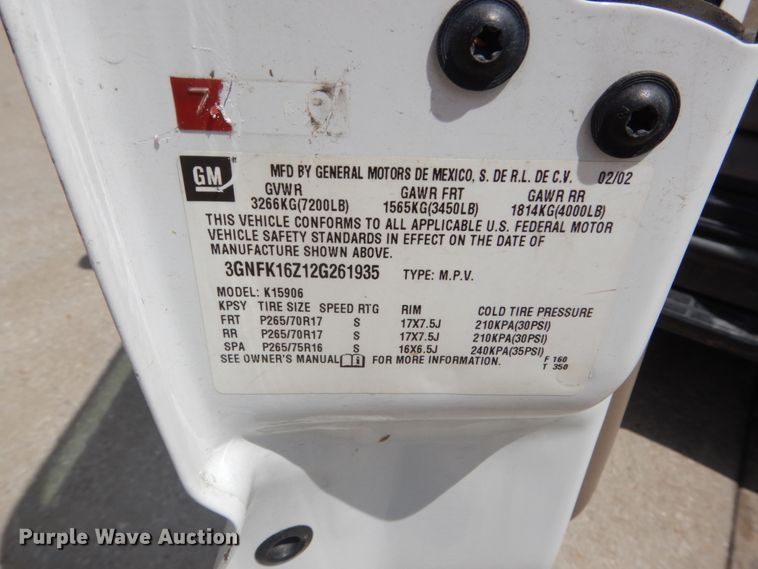 7
GM
MFD BY GENERAL MOTORS DE MEXICO, S. DE R.L. DE C.V. 02/02
GVWR GAWR FRT GAWR RR
3266KG(7200LB) 1565KG(3450LB) 1814KG(4000LB)
THIS VEHICLE CONFORMS TO ALL APPLICABLE U.S. FEDERAL MOTOR
VEHICLE SAFETY STANDARDS IN EFFECT ON THE DATE OF
MANUFACTURE SHOWN ABOVE.
3GNFK16Z12G261935 TYPE: M.P.V.
MODEL: K15906
KPSY TIRE SIZE SPEED RTG RIM COLD TIRE PRESSURE
FRT P265/70R17 S 17X7.5J 210KPA(30PSI)
RR P265/70R17 S 17X7.5J 210KPA(30PSI)
SPA P265/75R16 S 16X6.5J 240KPA(35PSI)
SEE OWNER'S MANUAL FOR MORE INFORMATION. F 160
T 350
Purple Wave Auction